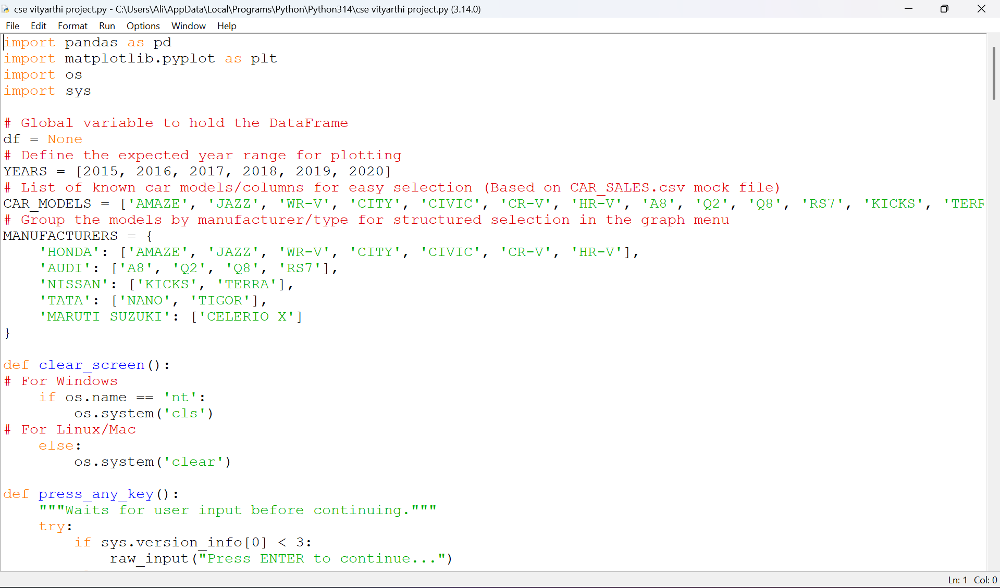 cse vityarthi project.py - C:\Users\Ali\AppData\Local\Programs\Python\Python314\cse vityarthi project.py (3.14.0)
File Edit Format Run Options Window Help
import pandas as pd
import matplotlib.pyplot as plt
import os
import sys
# Global variable to hold the DataFrame
df = None
# Define the expected year range for plotting
YEARS = [2015, 2016, 2017, 2018, 2019, 2020]
# List of known car models/columns for easy selection (Based on CAR_SALES.csv mock file)
CAR_MODELS = ['AMAZE', 'JAZZ', 'WR-V', 'CITY', 'CIVIC', 'CR-V', 'HR-V', 'A8', 'Q2', 'Q8', 'RS7', 'KICKS', 'TERR
# Group the models by manufacturer/type for structured selection in the graph menu
MANUFACTURERS = {
    'HONDA': ['AMAZE', 'JAZZ', 'WR-V', 'CITY', 'CIVIC', 'CR-V', 'HR-V'],
    'AUDI': ['A8', 'Q2', 'Q8', 'RS7'],
    'NISSAN': ['KICKS', 'TERRA'],
    'TATA': ['NANO', 'TIGOR'],
    'MARUTI SUZUKI': ['CELERIO X']
}
def clear_screen():
# For Windows
    if os.name == 'nt':
        os.system('cls')
# For Linux/Mac
    else:
        os.system('clear')
def press_any_key():
    """Waits for user input before continuing."""
    try:
        if sys.version_info[0] < 3:
            raw_input("Press ENTER to continue...")
Ln: 1 Col: 0